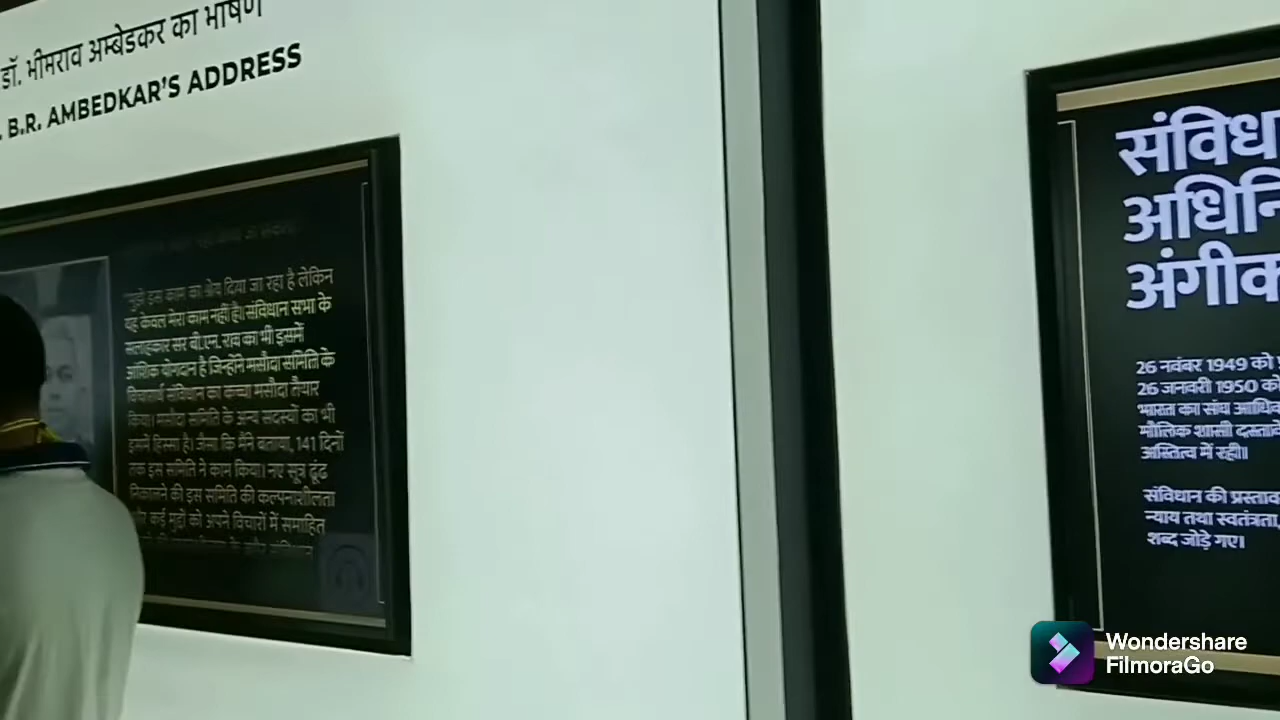 डॉ. भीमराव अम्बेडकर का भाषण
. B.R. AMBEDKAR'S ADDRESS
"मुझे इस काम का श्रेय दिया जा रहा है लेकिन
यह केवल मेरा काम नहीं है। संविधान सभा के
सलाहकार सर बी.एन. राव का भी इसमें
आंशिक योगदान है जिन्होंने मसौदा समिति के
विचारार्थ संविधान का कच्चा मसौदा तैयार
किया। मसौदा समिति के अन्य सदस्यों का भी
इसमें हिस्सा है। जैसा कि मैंने बताया, 141 दिनों
तक इस समिति ने काम किया। नए सूत्र ढूंढ
निकालने की इस समिति की कल्पनाशीलता
और कई मुद्दों को अपने विचारों में समाहित
संविध
अधिनि
अंगीक
26 नवंबर 1949 को
26 जनवरी 1950 को
भारत का संघ
मौलिक शासी दस्तावे
अस्तित्व में रही।
संविधान की प्रस्ताव
न्याय तथा स्वतंत्रता,
शब्द जोड़े गए।
Wondershare
FilmoraGo